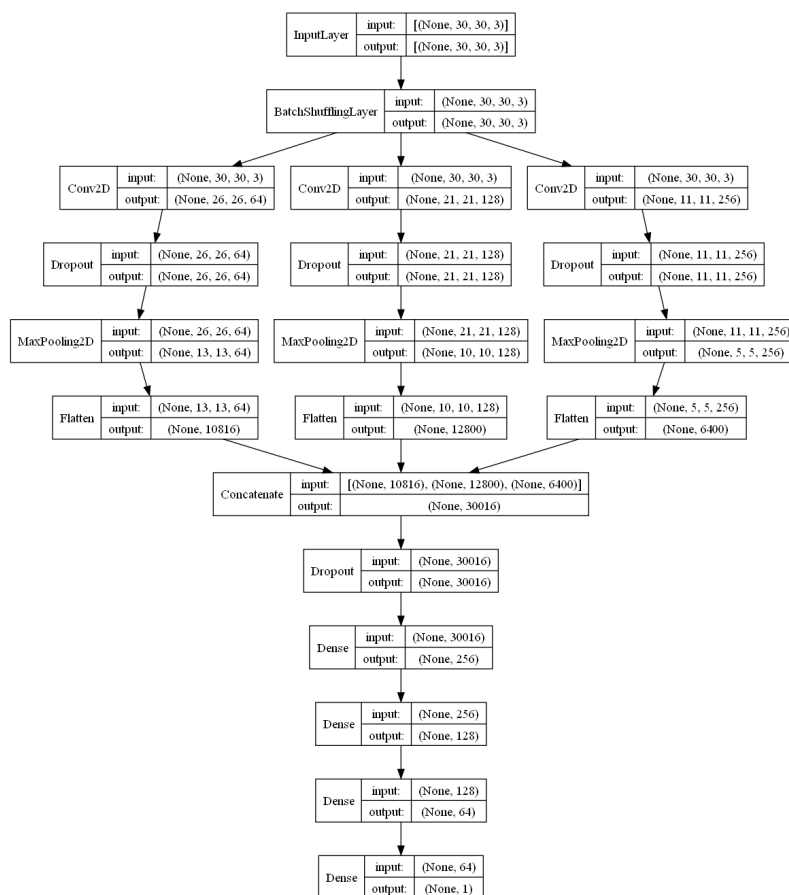 InputLayer input: [(None, 30, 30, 3)]
output: [(None, 30, 30, 3)]
BatchShufflingLayer input: (None, 30, 30, 3)
output: (None, 30, 30, 3)
Conv2D input: (None, 30, 30, 3)
output: (None, 26, 26, 64)
Conv2D input: (None, 30, 30, 3)
output: (None, 21, 21, 128)
Conv2D input: (None, 30, 30, 3)
output: (None, 11, 11, 256)
Dropout input: (None, 26, 26, 64)
output: (None, 26, 26, 64)
Dropout input: (None, 21, 21, 128)
output: (None, 21, 21, 128)
Dropout input: (None, 11, 11, 256)
output: (None, 11, 11, 256)
MaxPooling2D input: (None, 26, 26, 64)
output: (None, 13, 13, 64)
MaxPooling2D input: (None, 21, 21, 128)
output: (None, 10, 10, 128)
MaxPooling2D input: (None, 11, 11, 256)
output: (None, 5, 5, 256)
Flatten input: (None, 13, 13, 64)
output: (None, 10816)
Flatten input: (None, 10, 10, 128)
output: (None, 12800)
Flatten input: (None, 5, 5, 256)
output: (None, 6400)
Concatenate input: [(None, 10816), (None, 12800), (None, 6400)]
output: (None, 30016)
Dropout input: (None, 30016)
output: (None, 30016)
Dense input: (None, 30016)
output: (None, 256)
Dense input: (None, 256)
output: (None, 128)
Dense input: (None, 128)
output: (None, 64)
Dense input: (None, 64)
output: (None, 1)